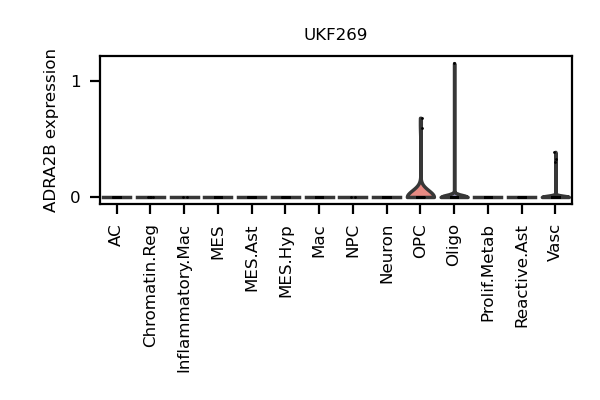 UKF269
ADRA2B expression
1
0
AC
Chromatin.Reg
Inflammatory.Mac
MES
MES.Ast
MES.Hyp
Mac
NPC
Neuron
OPC
Oligo
Prolif.Metab
Reactive.Ast
Vasc